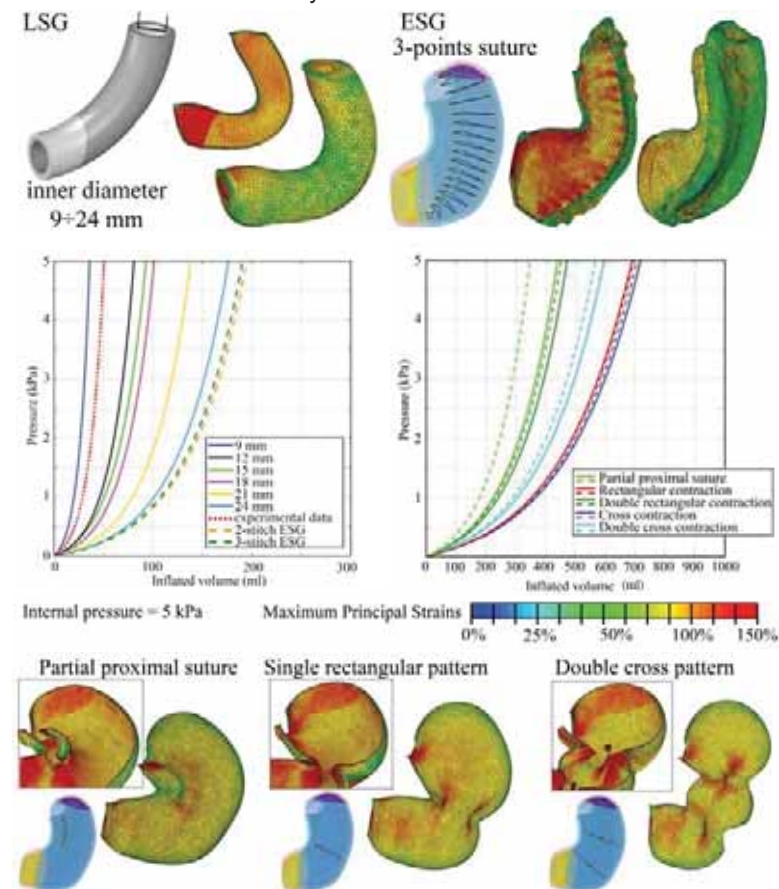 LSG
ESG
3-points suture
inner diameter
9÷24 mm
5
4
3
2
1
0
Pressure (kPa)
0
100
200
300
Inflated volume (ml)
9 mm
12 mm
15 mm
18 mm
21 mm
24 mm
experimental data
2-stitch ESG
3-stitch ESG
5
4
3
2
1
Pressure (kPa)
0 100 200 300 400 500 600 700 800 900 1000
Inflated volume (ml)
Partial proximal suture
Rectangular contraction
Double rectangular contraction
Cross contraction
Double cross contraction
Internal pressure = 5 kPa
Maximum Principal Strains
0% 25% 50% 100% 150%
Partial proximal suture
Single rectangular pattern
Double cross pattern